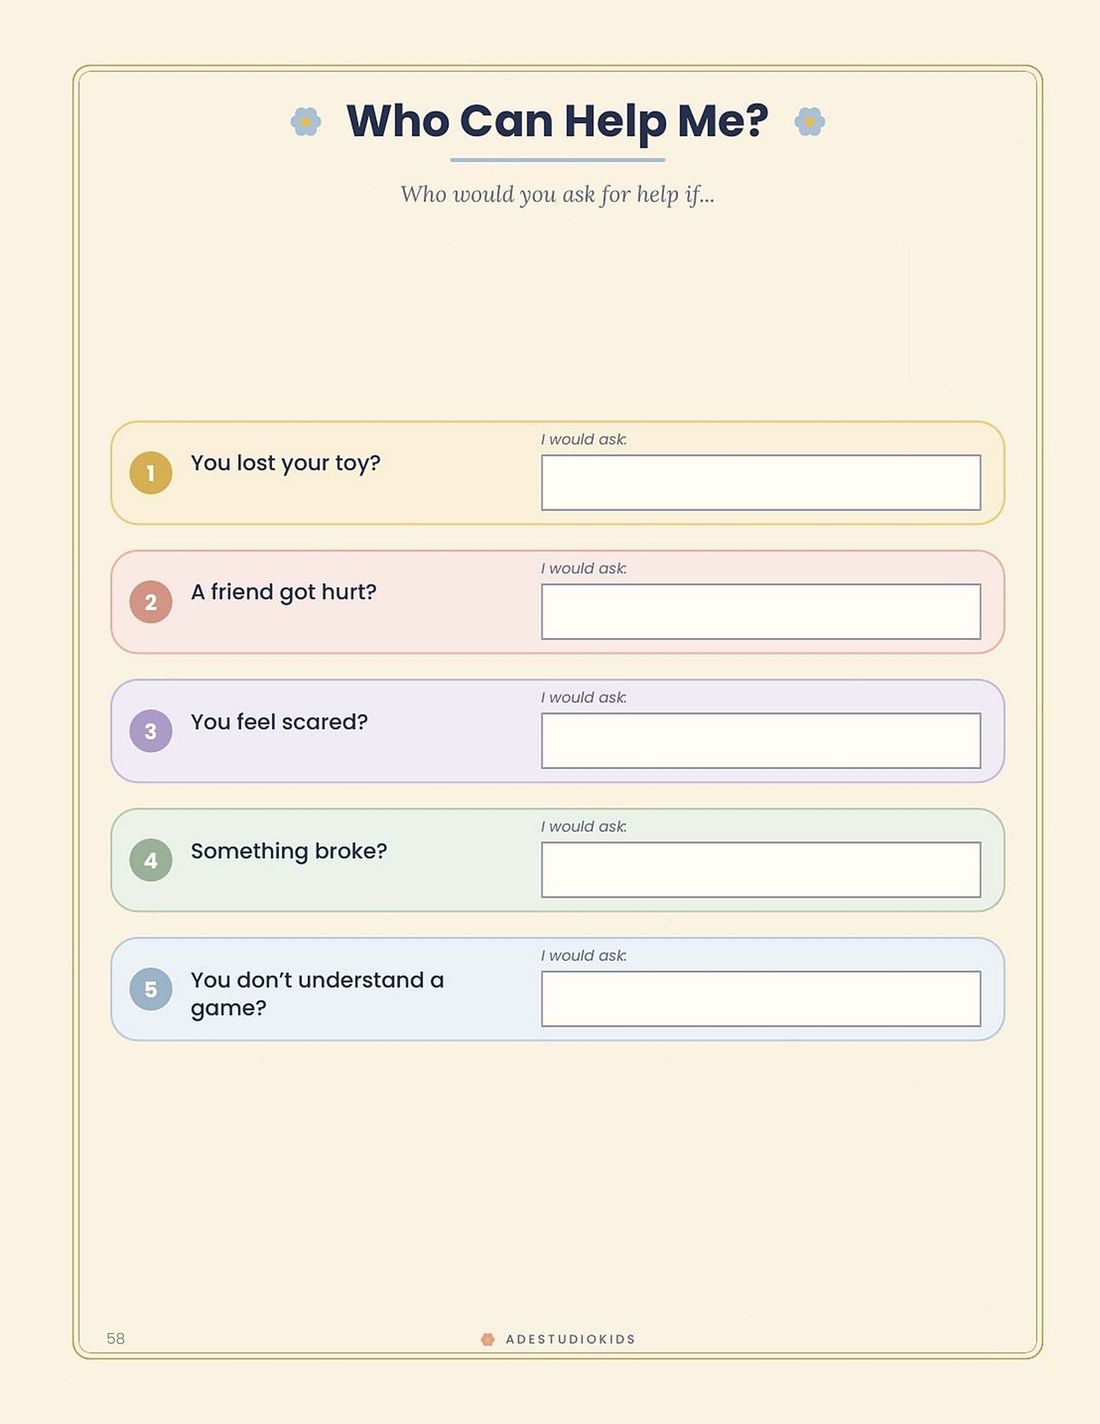 Who Can Help Me?
Who would you ask for help if...
1
You lost your toy?
I would ask:
2
A friend got hurt?
I would ask:
3
You feel scared?
I would ask:
4
Something broke?
I would ask:
5
You don’t understand a
game?
I would ask:
58
ADESTUDIOKIDS